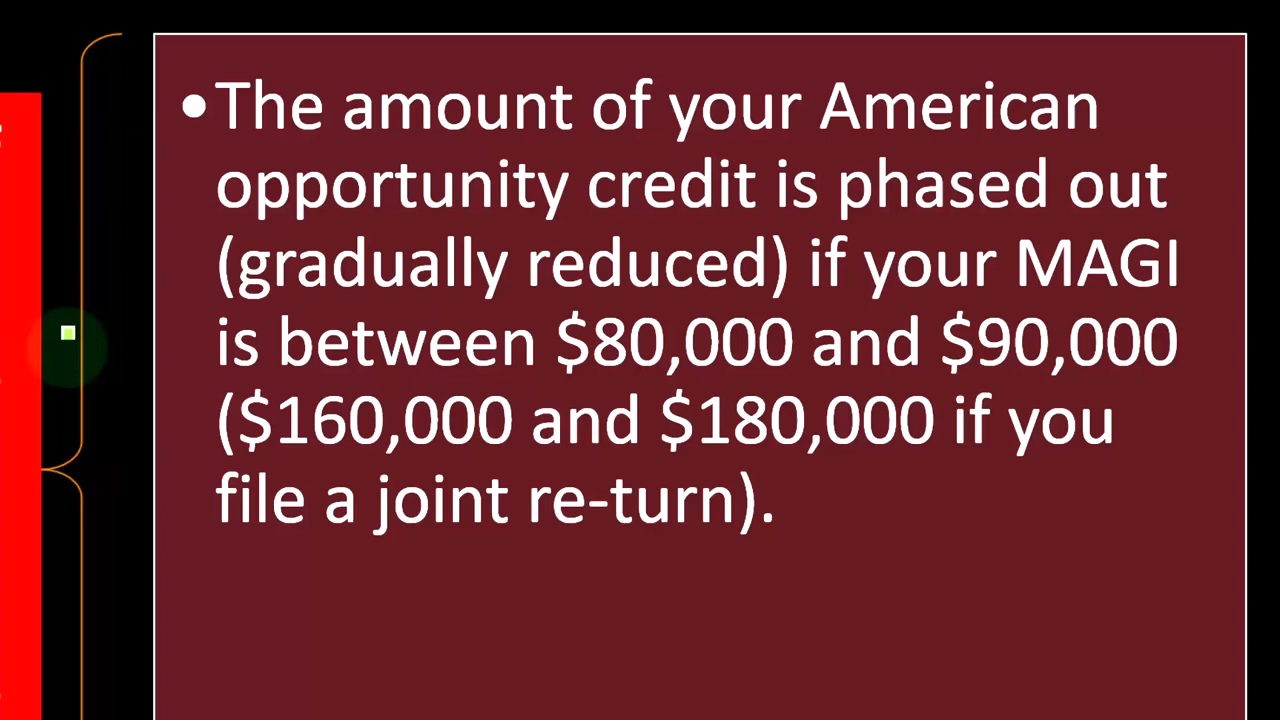 •The amount of your American
opportunity credit is phased out
(gradually reduced) if your MAGI
is between $80,000 and $90,000
($160,000 and $180,000 if you
file a joint re-turn).